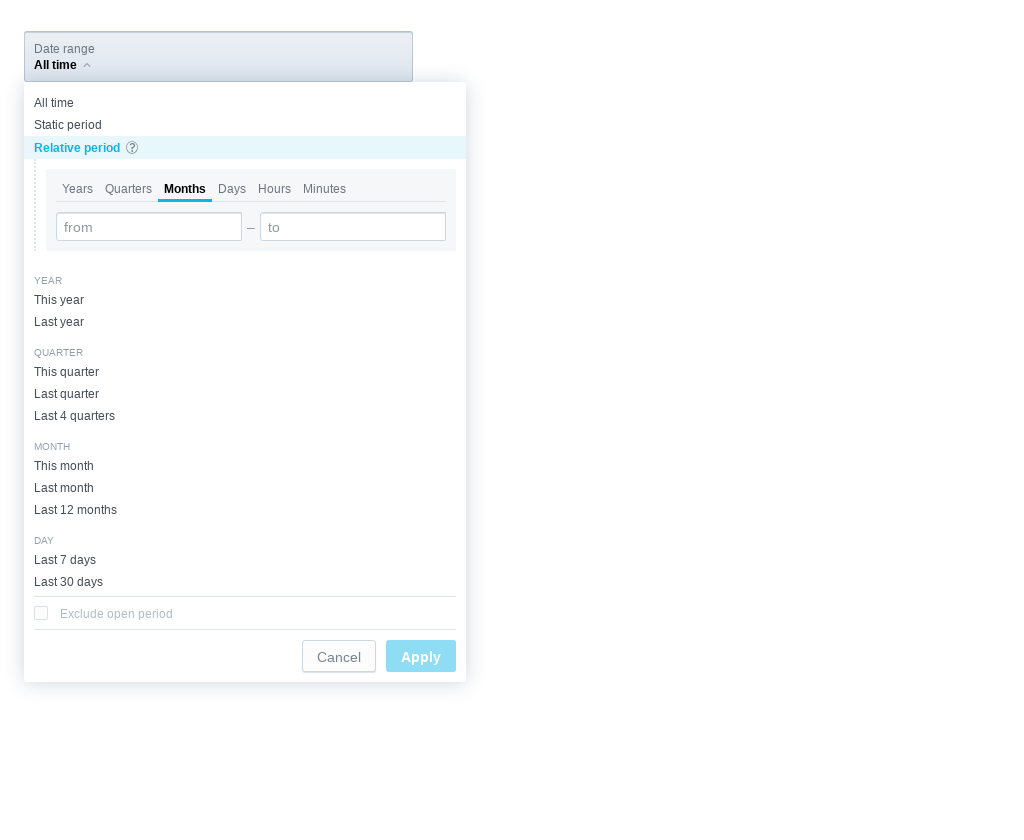 Date range
All time
All time
Static period
Relative period ?
Years Quarters Months Days Hours Minutes
from – to
YEAR
This year
Last year
QUARTER
This quarter
Last quarter
Last 4 quarters
MONTH
This month
Last month
Last 12 months
DAY
Last 7 days
Last 30 days
Exclude open period
Cancel Apply